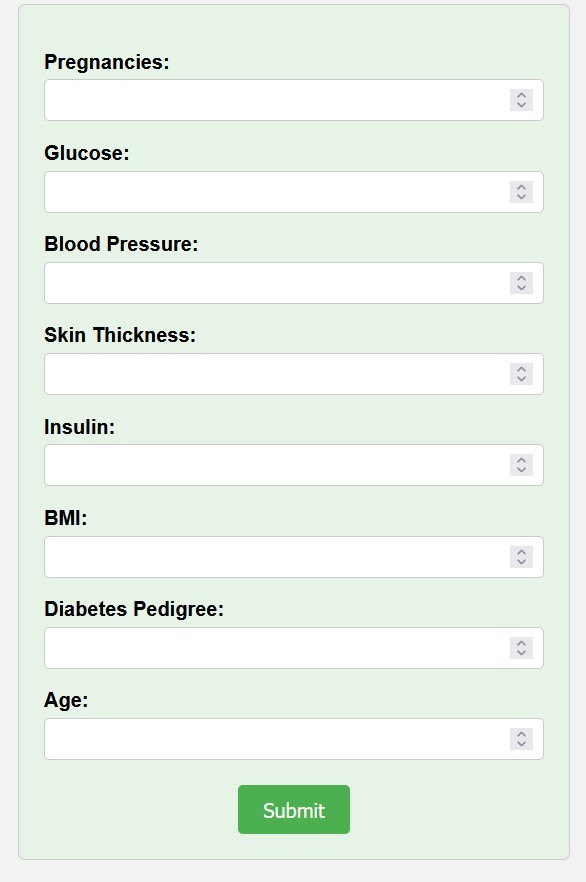 Pregnancies:
Glucose:
Blood Pressure:
Skin Thickness:
Insulin:
BMI:
Diabetes Pedigree:
Age:
Submit